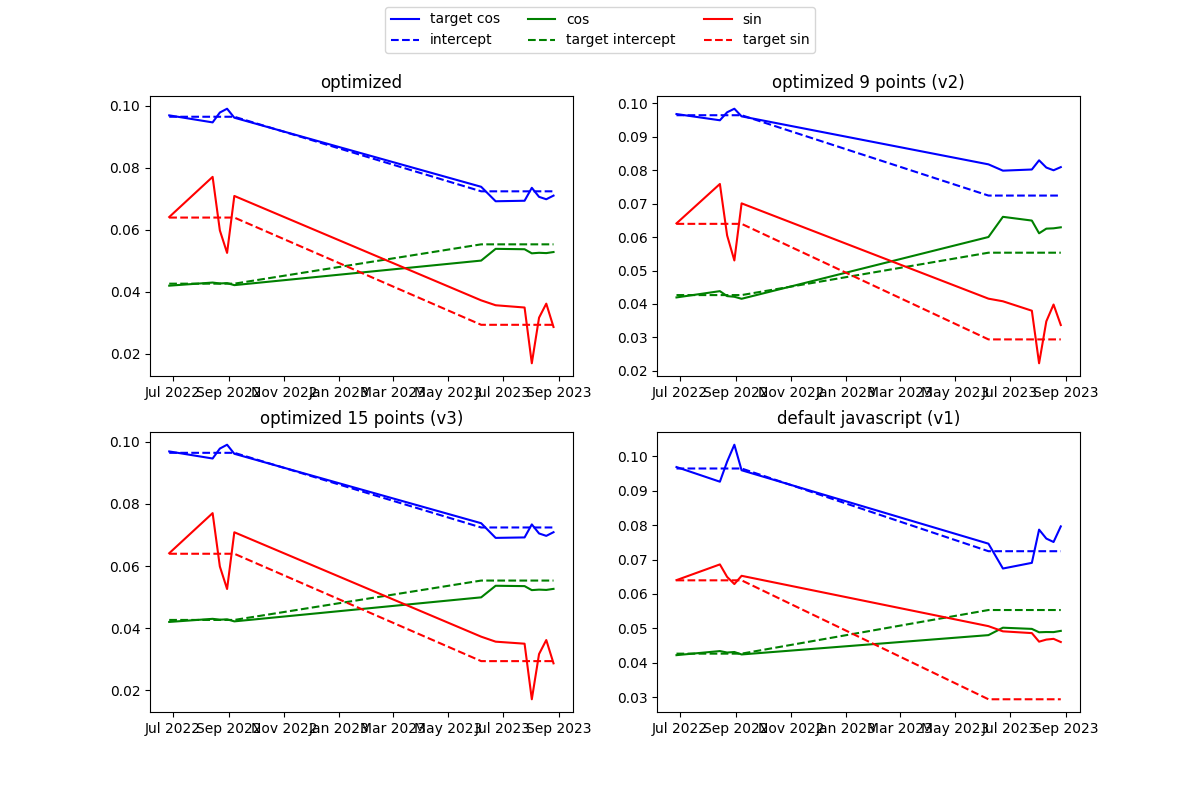 target cos cos sin
intercept target intercept target sin
optimized
0.10
0.08
0.06
0.04
0.02
Jul 2022 Sep 2022 Nov 2022 Jan 2023 Mar 2023 May 2023 Jul 2023 Sep 2023
optimized 9 points (v2)
0.10
0.09
0.08
0.07
0.06
0.05
0.04
0.03
0.02
Jul 2022 Sep 2022 Nov 2022 Jan 2023 Mar 2023 May 2023 Jul 2023 Sep 2023
optimized 15 points (v3)
0.10
0.08
0.06
0.04
0.02
Jul 2022 Sep 2022 Nov 2022 Jan 2023 Mar 2023 May 2023 Jul 2023 Sep 2023
default javascript (v1)
0.10
0.09
0.08
0.07
0.06
0.05
0.04
0.03
Jul 2022 Sep 2022 Nov 2022 Jan 2023 Mar 2023 May 2023 Jul 2023 Sep 2023